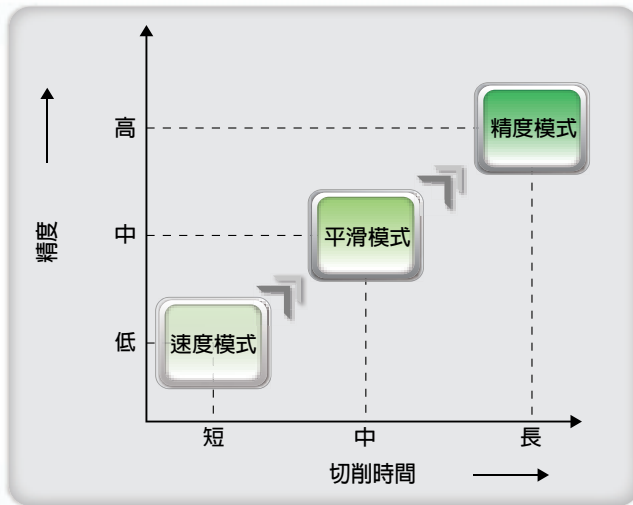 高
精度模式
精度
中
平滑模式
低
速度模式
短
中
長
切削時間